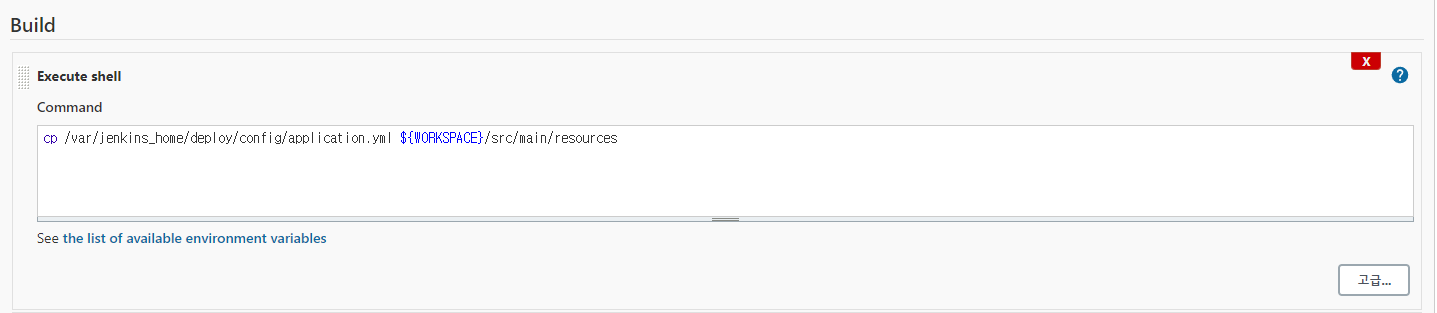 Build
X
Execute shell
?
Command
cp /var/jenkins_home/deploy/config/application.yml ${WORKSPACE}/src/main/resources
See the list of available environment variables
고급...